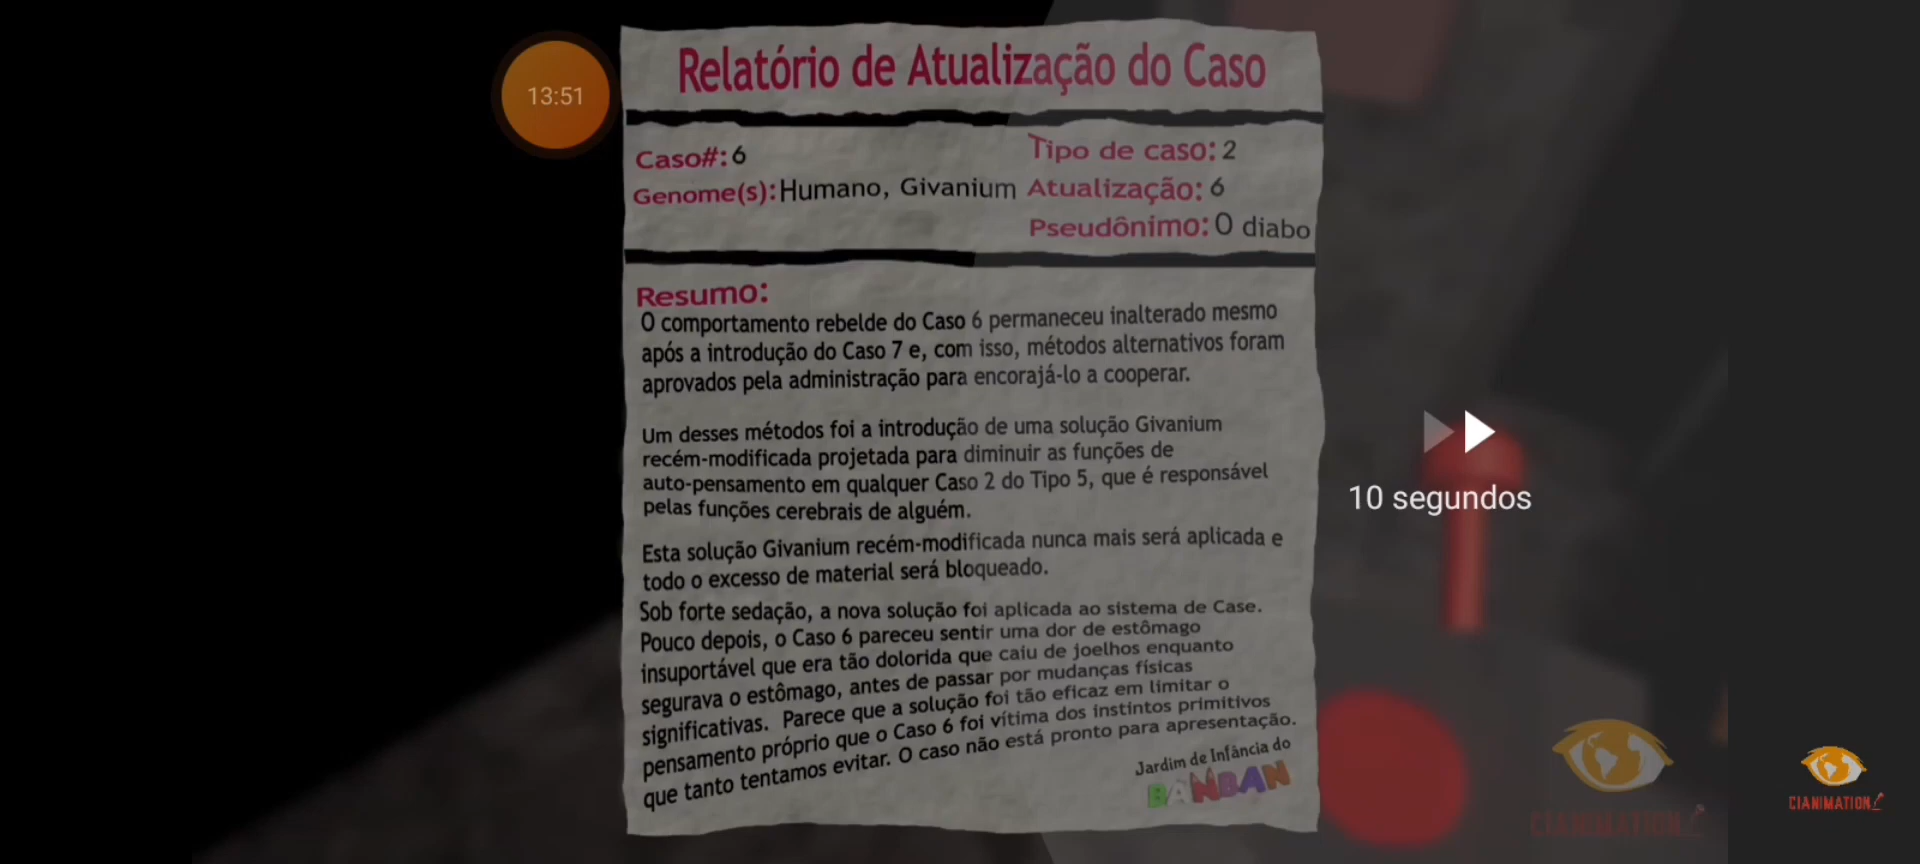 13:51
Relatório de Atualização do Caso
Caso#: 6
Tipo de caso: 2
Genome(s): Humano, Givanium
Atualização: 6
Pseudônimo: O diabo
Resumo:
O comportamento rebelde do Caso 6 permaneceu inalterado mesmo
após a introdução do Caso 7 e, com isso, métodos alternativos foram
aprovados pela administração para encorajá-lo a cooperar.
Um desses métodos foi a introdução de uma solução Givanium
recém-modificada projetada para diminuir as funções de
auto-pensamento em qualquer Caso 2 do Tipo 5, que é responsável
pelas funções cerebrais de alguém.
Esta solução Givanium recém-modificada nunca mais será aplicada e
todo o excesso de material será bloqueado.
Sob forte sedação, a nova solução foi aplicada ao sistema de Case.
Pouco depois, o Caso 6 pareceu sentir uma dor de estômago
insuportável que era tão dolorida que caiu de joelhos enquanto
segurava o estômago, antes de passar por mudanças físicas
significativas. Parece que a solução foi tão eficaz em limitar o
pensamento próprio que o Caso 6 foi vítima dos instintos primitivos
que tanto tentamos evitar. O caso não está pronto para apresentação.
Jardim de Infância do
BANBAN
10 segundos
CIANIMATION
CIANIMATION